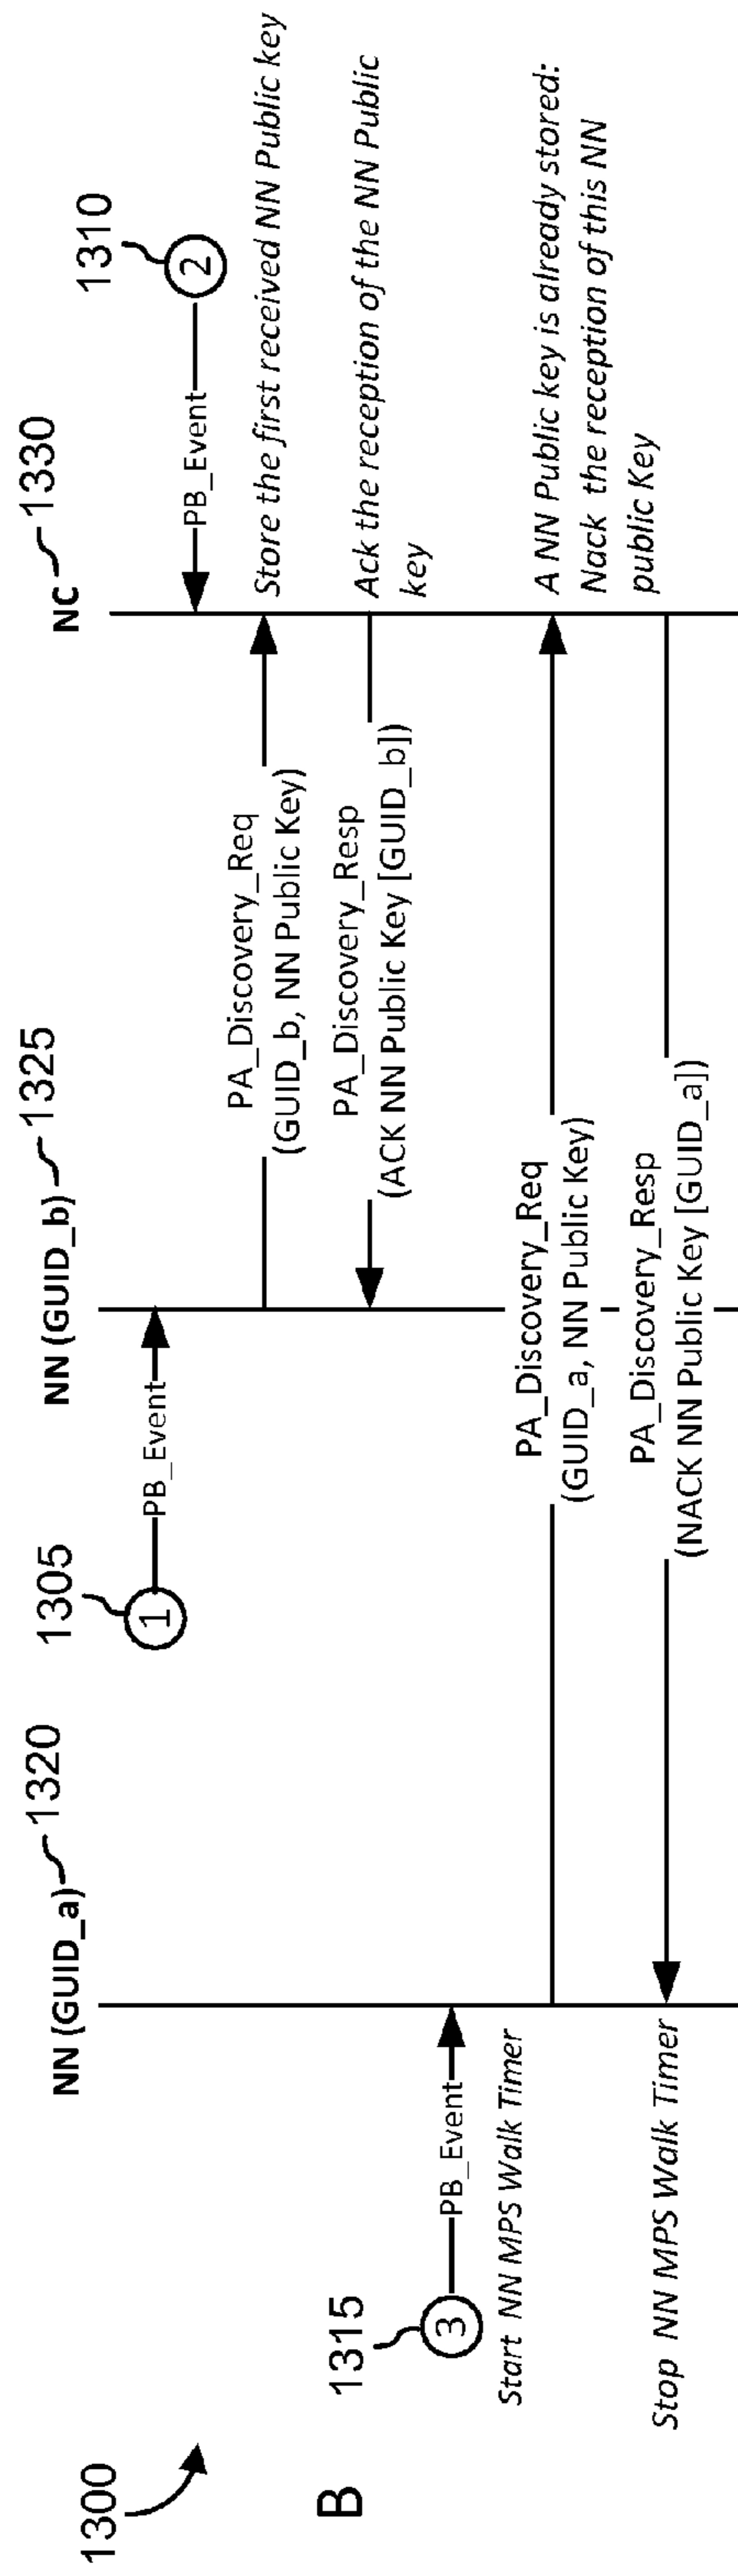 1300
B
NN (GUID_a) 1320
NN (GUID_b) 1325
NC 1330
1305
1
PB_Event
1310
2
PB_Event
PA_Discovery_Req
(GUID_b, NN Public Key)
Store the first received NN Public key
PA_Discovery_Resp
(ACK NN Public Key [GUID_b])
Ack the reception of the NN Public
key
1315
3
PB_Event
Start NN MPS Walk Timer
PA_Discovery_Req
(GUID_a, NN Public Key)
A NN Public key is already stored:
Nack the reception of this NN
public Key
PA_Discovery_Resp
(NACK NN Public Key [GUID_a])
Stop NN MPS Walk Timer